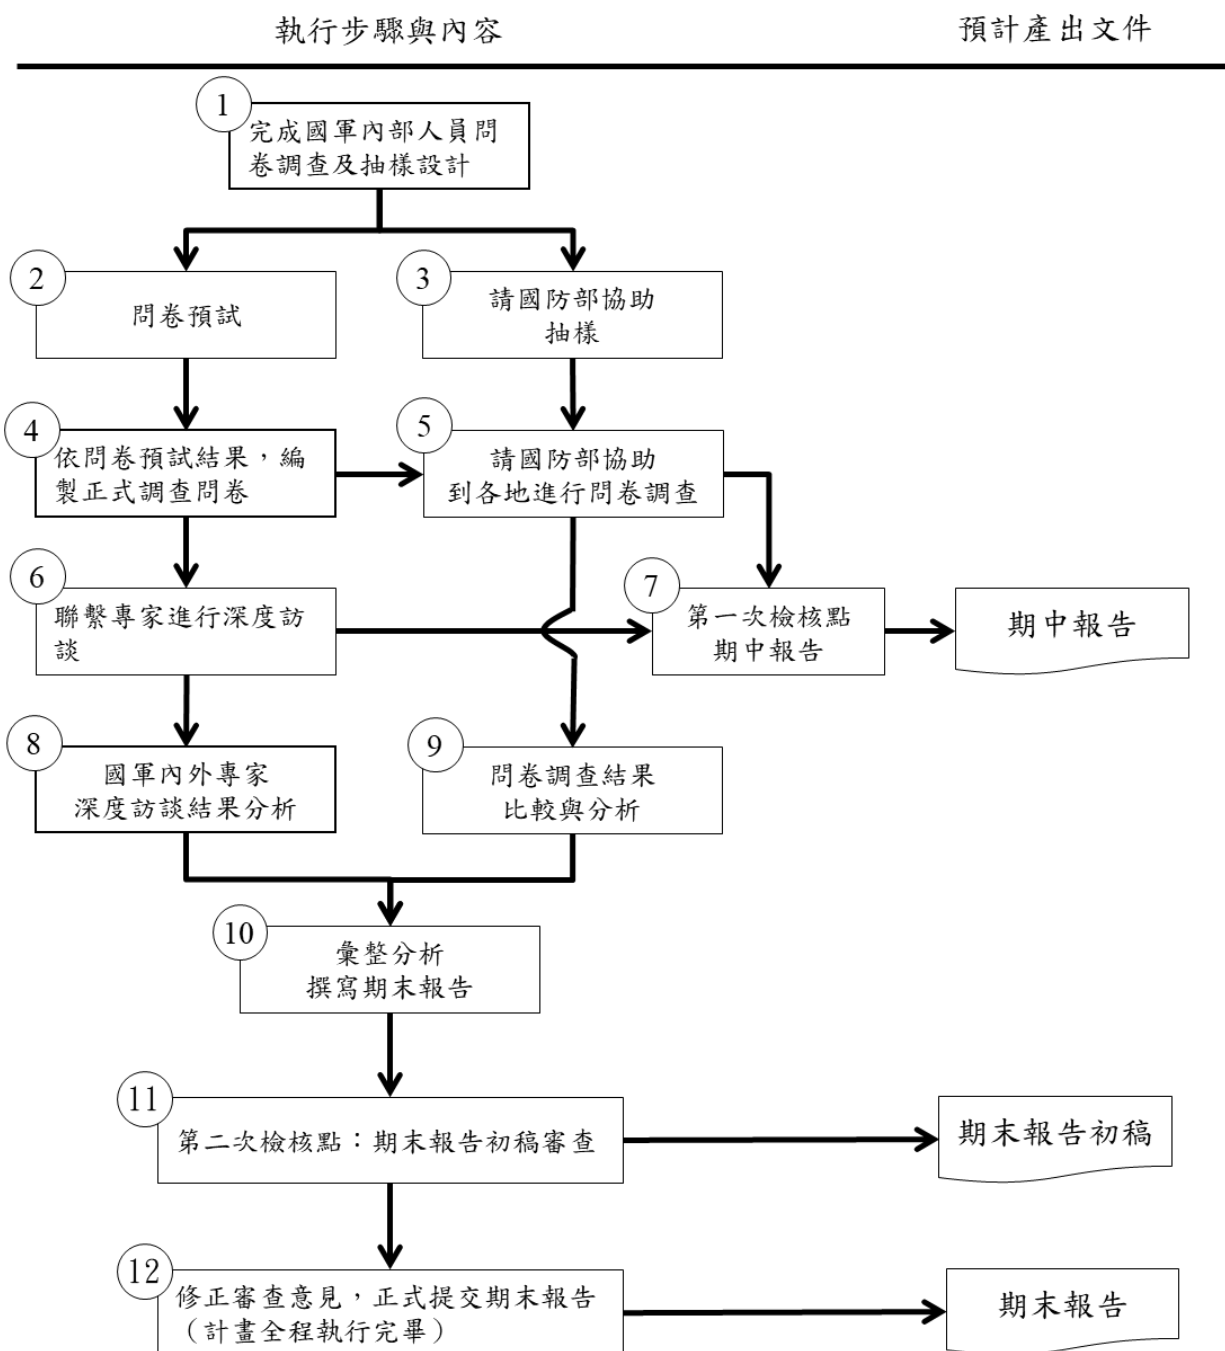 執行步驟與內容
預計產出文件
1
完成國軍內部人員問
卷調查及抽樣設計
2
問卷預試
3
請國防部協助
抽樣
4
依問卷預試結果，編
製正式調查問卷
5
請國防部協助
到各地進行問卷調查
6
聯繫專家進行深度訪
談
7
第一次檢核點
期中報告
期中報告
8
國軍內外專家
深度訪談結果分析
9
問卷調查結果
比較與分析
10
彙整分析
撰寫期末報告
11
第二次檢核點：期末報告初稿審查
期末報告初稿
12
修正審查意見，正式提交期末報告
（計畫全程執行完畢）
期末報告